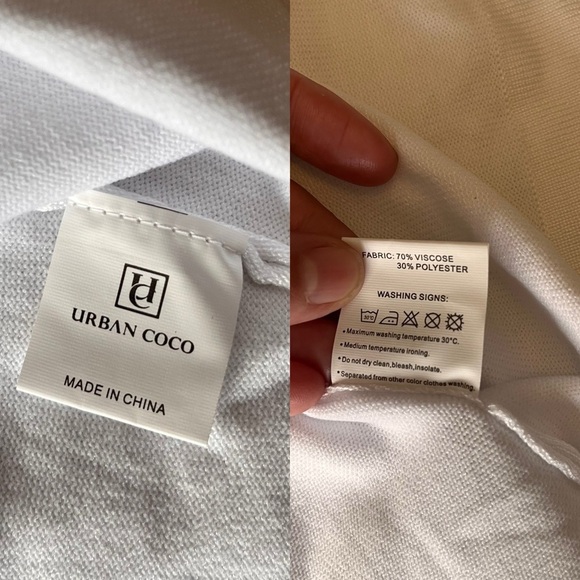 UC
URBAN COCO
MADE IN CHINA
FABRIC: 70% VISCOSE
30% POLYESTER
WASHING SIGNS:
30°C
•Maximum washing temperature 30°C.
•Medium temperature ironing.
•Do not dry clean,bleash,insolate.
•Separated from other color clothes washing.